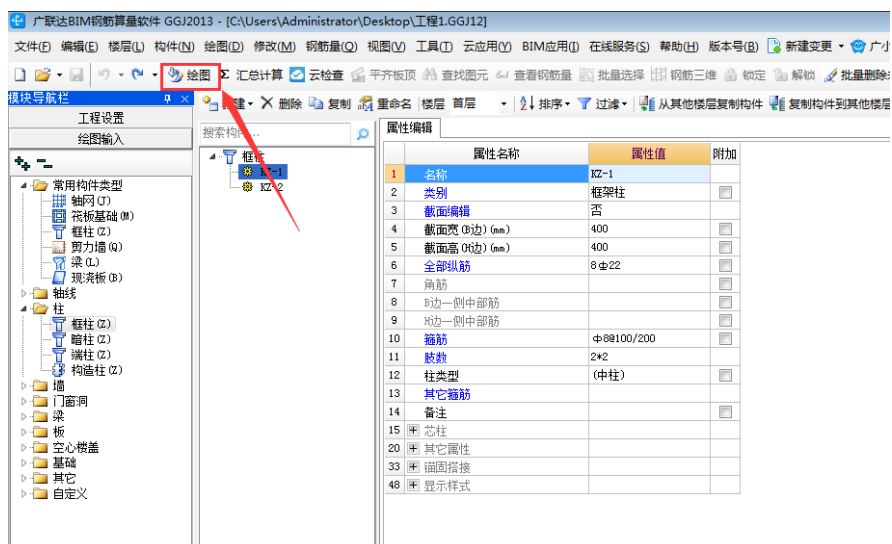 广联达BIM钢筋算量软件 GGJ2013 - [C:\Users\Administrator\Desktop\工程1.GGJ12]
文件(F) 编辑(E) 楼层(L) 构件(N) 绘图(D) 修改(M) 钢筋量(Q) 视图(V) 工具(T) 云应用(Y) BIM应用(I) 在线服务(S) 帮助(H) 版本号(B) 新建变更 广小
绘图 Σ 汇总计算 云检查 平齐板顶 查找图元 查看钢筋量 批量选择 钢筋三维 锁定 解锁 批量删除
模块导航栏
工程设置
绘图输入
常用构件类型
轴网(J)
筏板基础(M)
框柱(Z)
剪力墙(Q)
梁(L)
现浇板(B)
轴线
柱
框柱(Z)
暗柱(Z)
端柱(Z)
构造柱(Z)
墙
门窗洞
梁
板
空心楼盖
基础
其它
自定义
建 删除 复制 重命名 楼层 首层 排序 过滤 从其他楼层复制构件 复制构件到其他楼层
搜索构件...
框柱
KZ-1
KZ-2
属性编辑
属性名称 属性值 附加
1 名称 KZ-1
2 类别 框架柱
3 截面编辑 否
4 截面宽(B边)(mm) 400
5 截面高(H边)(mm) 400
6 全部纵筋 8Φ22
7 角筋
8 B边一侧中部筋
9 H边一侧中部筋
10 箍筋 Φ8@100/200
11 肢数 2*2
12 柱类型 (中柱)
13 其它箍筋
14 备注
15 芯柱
20 其它属性
33 锚固搭接
48 显示样式